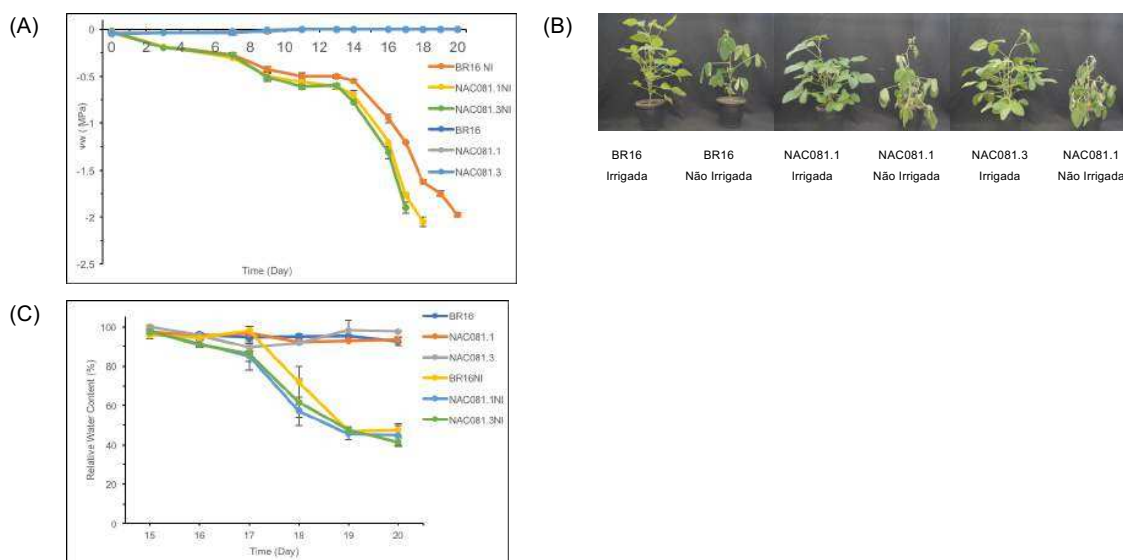 (A)
0
0 2 4 6 8 10 12 14 16 18 20
-0.5
-1
-1.5
-2
-2.5
(MPa)
Time (Day)
BR16 NI
NAC081.1NI
NAC081.3NI
BR16
NAC081.1
NAC081.3
(B)
BR16
Irrigada
BR16
Não Irrigada
NAC081.1
Irrigada
NAC081.1
Não Irrigada
NAC081.3
Irrigada
NAC081.1
Não Irrigada
(C)
Relative Water Content (%)
100
80
60
40
20
0
15 16 17 18 19 20
Time (Day)
BR16
NAC081.1
NAC081.3
BR16NI
NAC081.1NI
NAC081.3NI